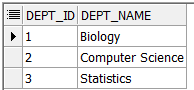 DEPT_ID DEPT_NAME
1 Biology
2 Computer Science
3 Statistics